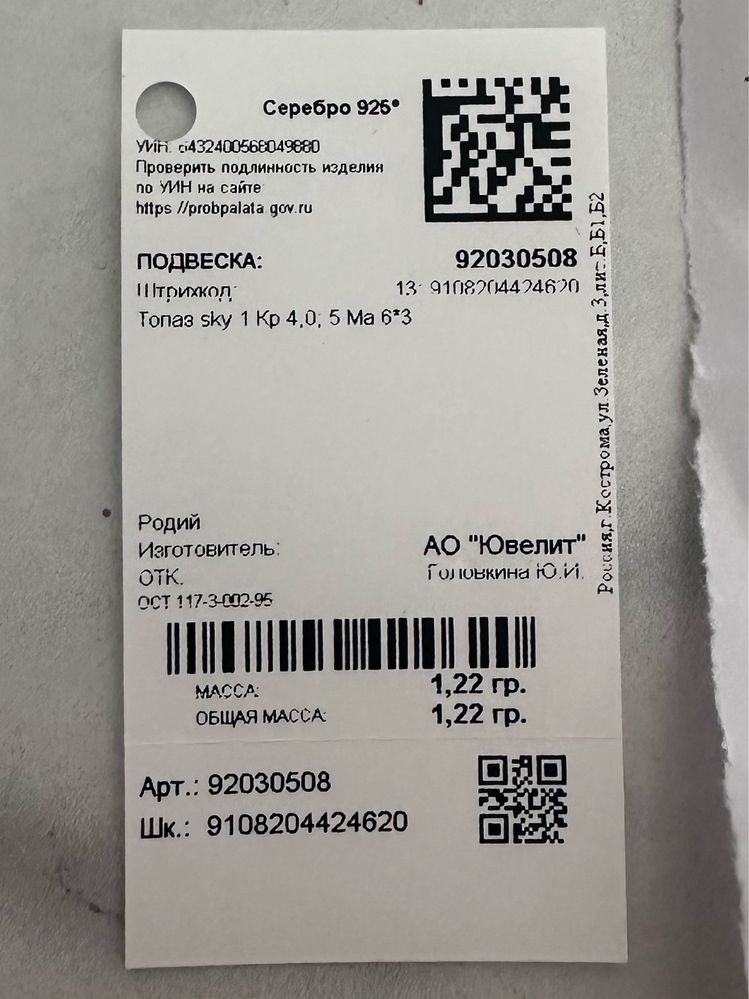 Серебро 925°
УИН: 6432400568049880
Проверить подлинность изделия
по УИН на сайте
https //probpalata gov.ru
ПОДВЕСКА: 92030508
Штрихкод: 13: 9108204424620
Топаз sky 1 Кр 4,0; 5 Ма 6*3
Родий
Изготовитель: АО "Ювелит"
ОТК. Головкина Ю.И.
ОСТ 117-3-002-95
МАССА: 1,22 гр.
ОБЩАЯ МАССА: 1,22 гр.
Арт.: 92030508
Шк.: 9108204424620
Россия,г.Кострома,ул.Зеленая,д.3,лит.Б,Б1,Б2